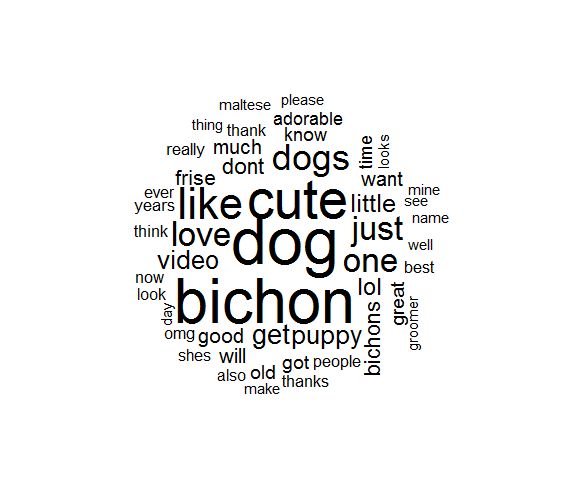 maltese please
thing thank adorable
know
really much dogs time looks
dont want
frise
ever like cute little mine
years see
name
think love dog just
video one well
best
now bichon lol
look great
day bichons groomer
omg good get puppy
shes will got people
also old thanks
make